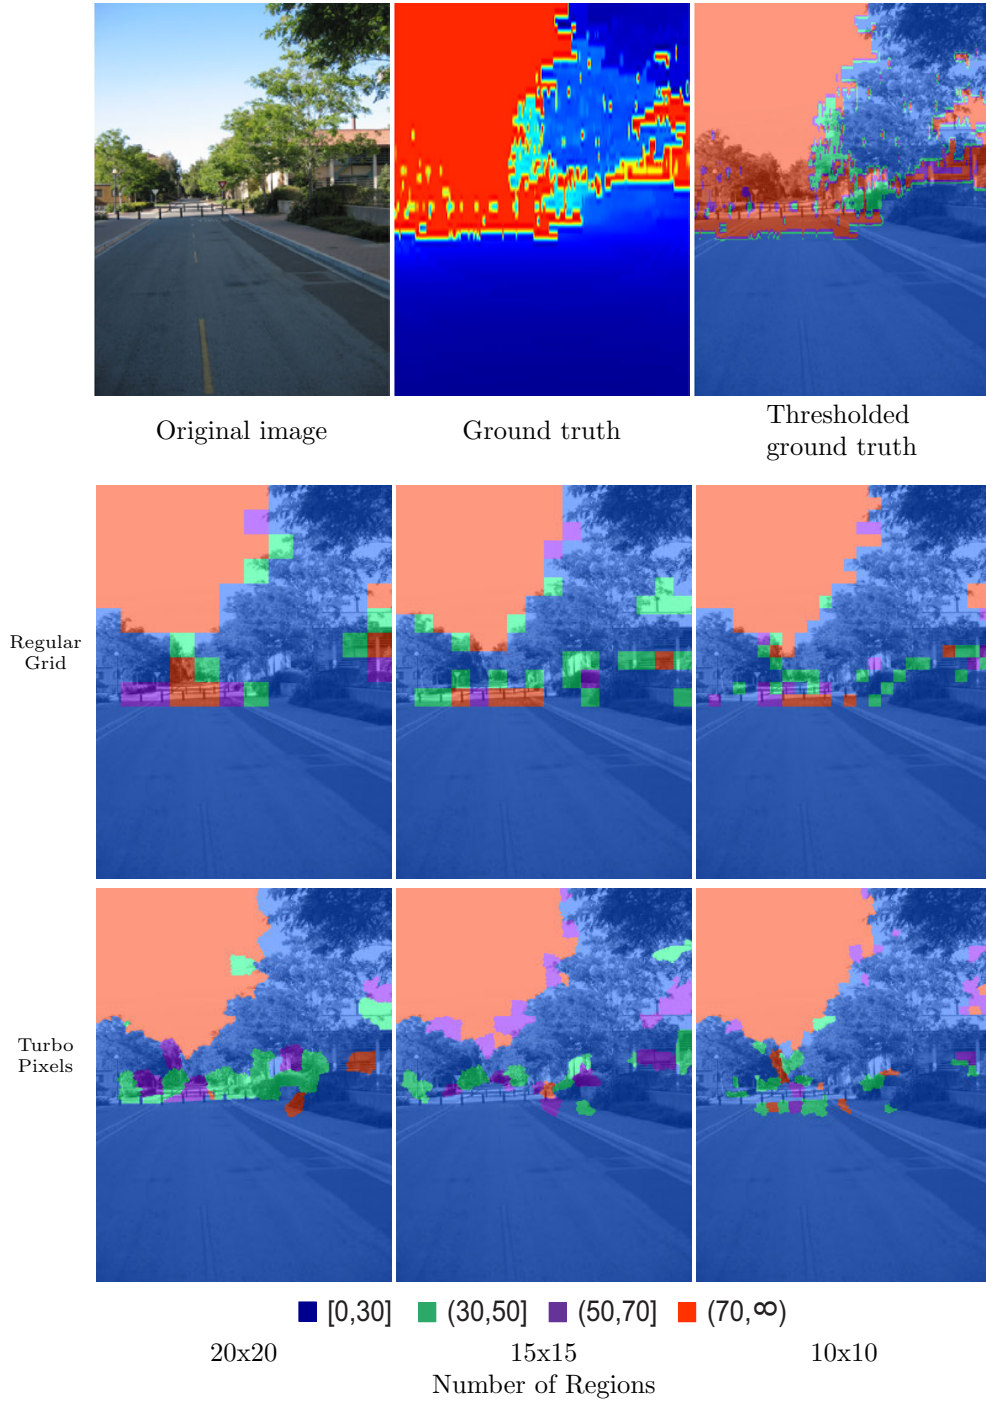 Original image
Ground truth
Thresholded
ground truth
Regular
Grid
Turbo
Pixels
[0,30] (30,50] (50,70] (70,∞)
20x20 15x15 10x10
Number of Regions